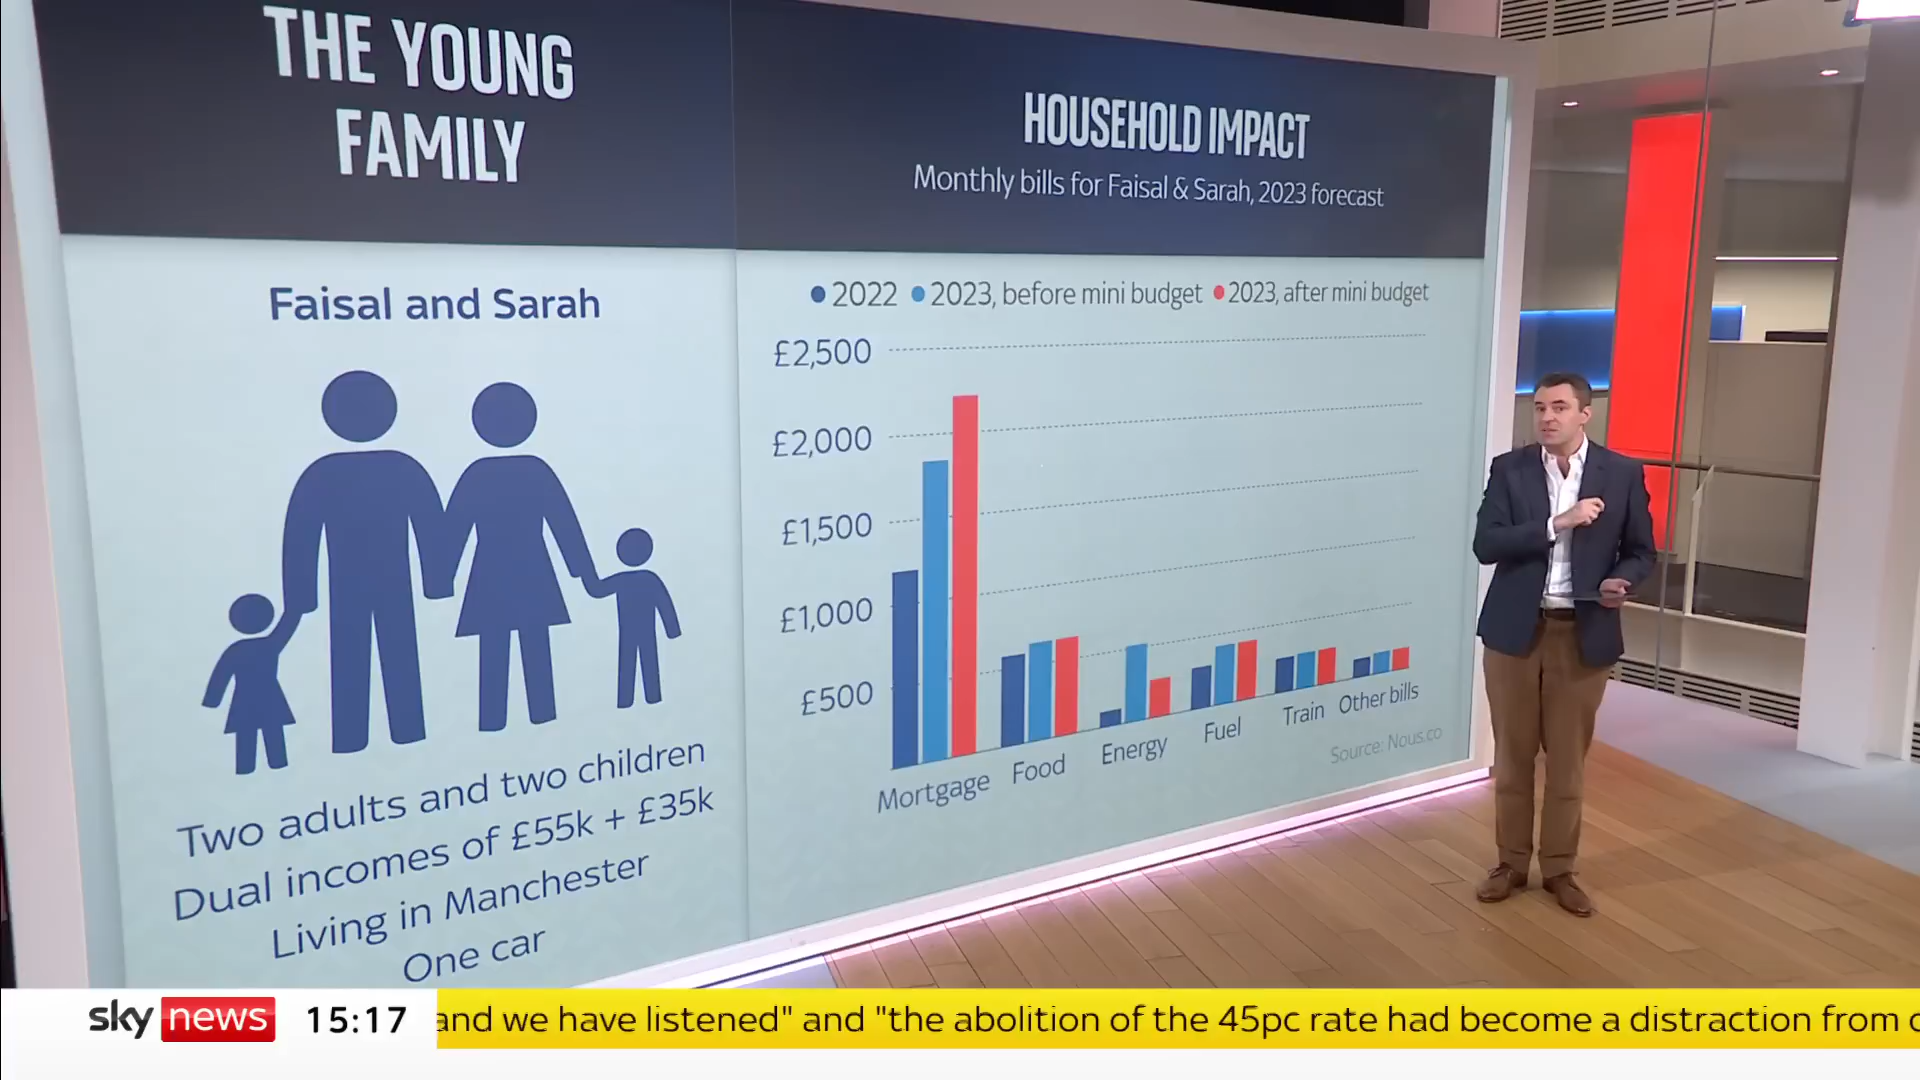 THE YOUNG
FAMILY
Faisal and Sarah
Two adults and two children
Dual incomes of £55k + £35k
Living in Manchester
One car
HOUSEHOLD IMPACT
Monthly bills for Faisal & Sarah, 2023 forecast
2022 2023, before mini budget 2023, after mini budget
£2,500
£2,000
£1,500
£1,000
£500
Mortgage Food Energy Fuel Train Other bills
Source: Nous.co
sky news 15:17 and we have listened" and "the abolition of the 45pc rate had become a distraction from